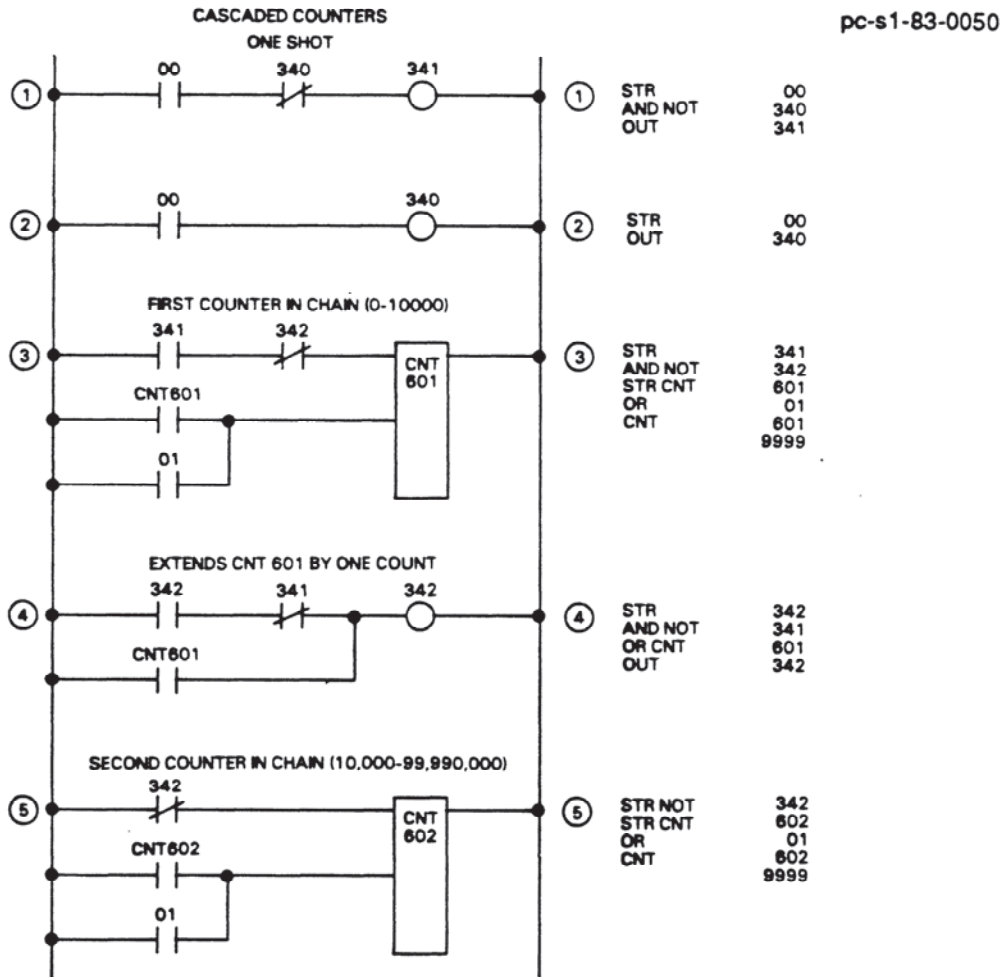 CASCADED COUNTERS
pc-s1-83-0050
ONE SHOT
00 340 341
1 1 STR 00
AND NOT 340
OUT 341
00 340
2 2 STR 00
OUT 340
FIRST COUNTER IN CHAIN (0-10000)
341 342
3 CNT 601 3 STR 341
AND NOT 342
CNT601 STR CNT 601
OR 01
CNT 601
01 9999
EXTENDS CNT 601 BY ONE COUNT
342 341 342
4 4 STR 342
AND NOT 341
CNT601 OR CNT 601
OUT 342
SECOND COUNTER IN CHAIN (10,000-99,990,000)
342
5 CNT 602 5 STR NOT 342
STR CNT 602
CNT602 OR 01
CNT 602
9999
01